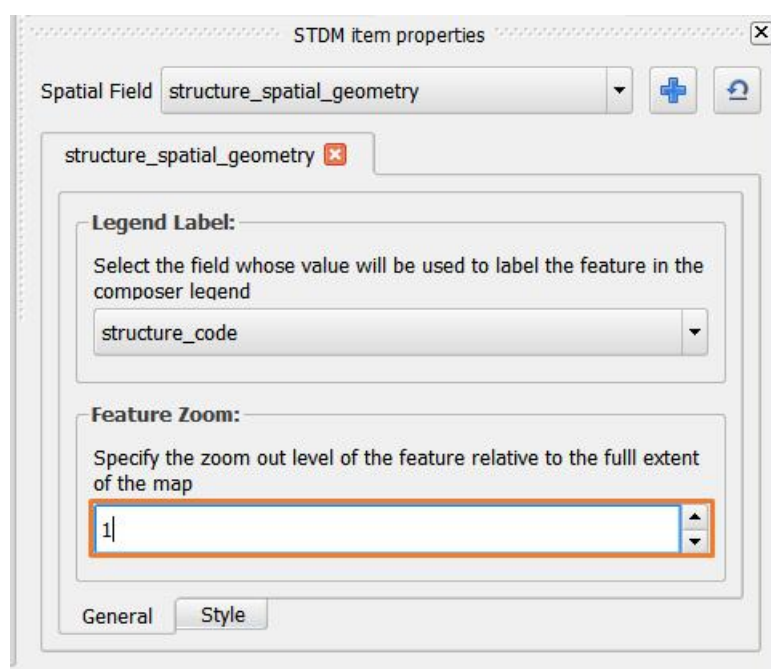 STDM item properties
Spatial Field structure_spatial_geometry
structure_spatial_geometry
Legend Label:
Select the field whose value will be used to label the feature in the
composer legend
structure_code
Feature Zoom:
Specify the zoom out level of the feature relative to the fulll extent
of the map
1
General Style